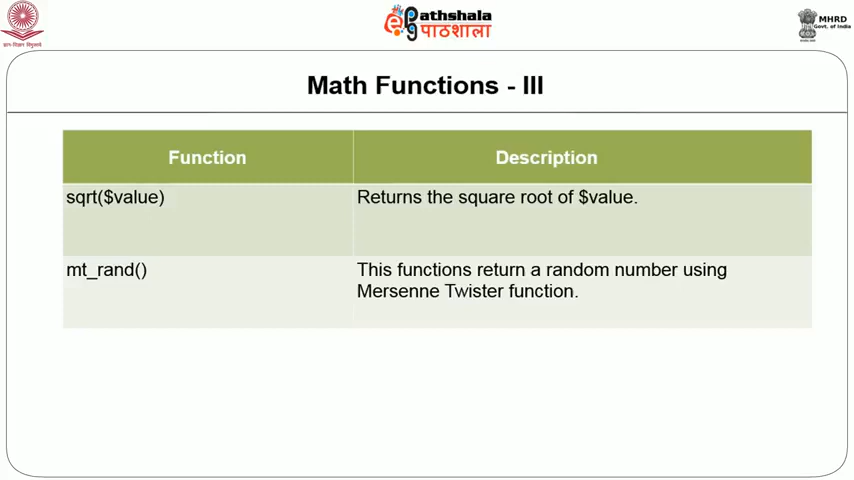 Pathshala
पाठशाला
MHRD
Govt. of India
Math Functions - III
Function
Description
sqrt($value)
Returns the square root of $value.
mt_rand()
This functions return a random number using
Mersenne Twister function.